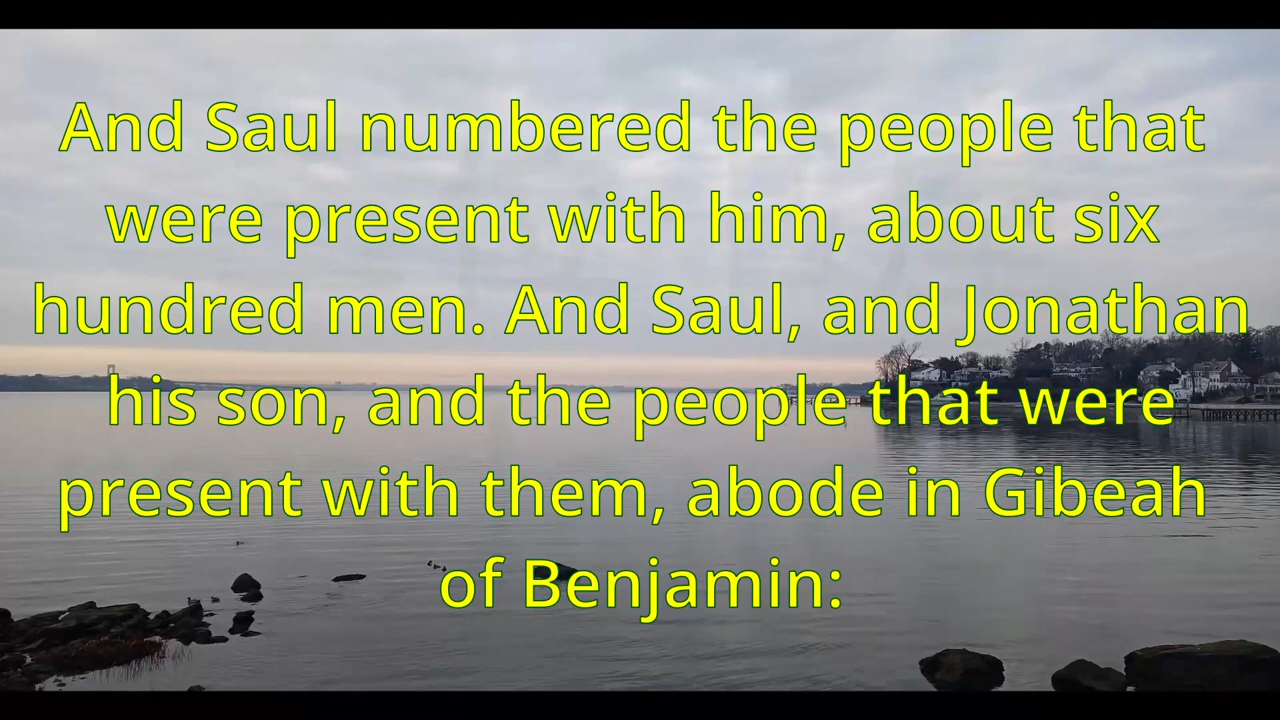 And Saul numbered the people that
were present with him, about six
hundred men. And Saul, and Jonathan
his son, and the people that were
present with them, abode in Gibeah
of Benjamin: